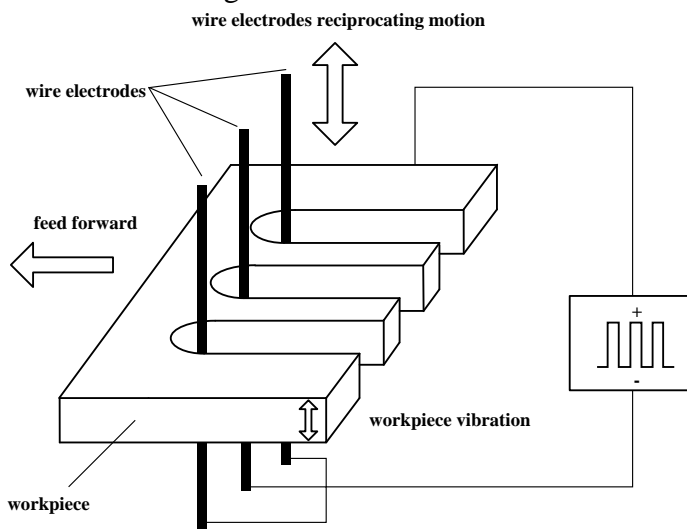 wire electrodes reciprocating motion
wire electrodes
feed forward
+
-
workpiece vibration
workpiece